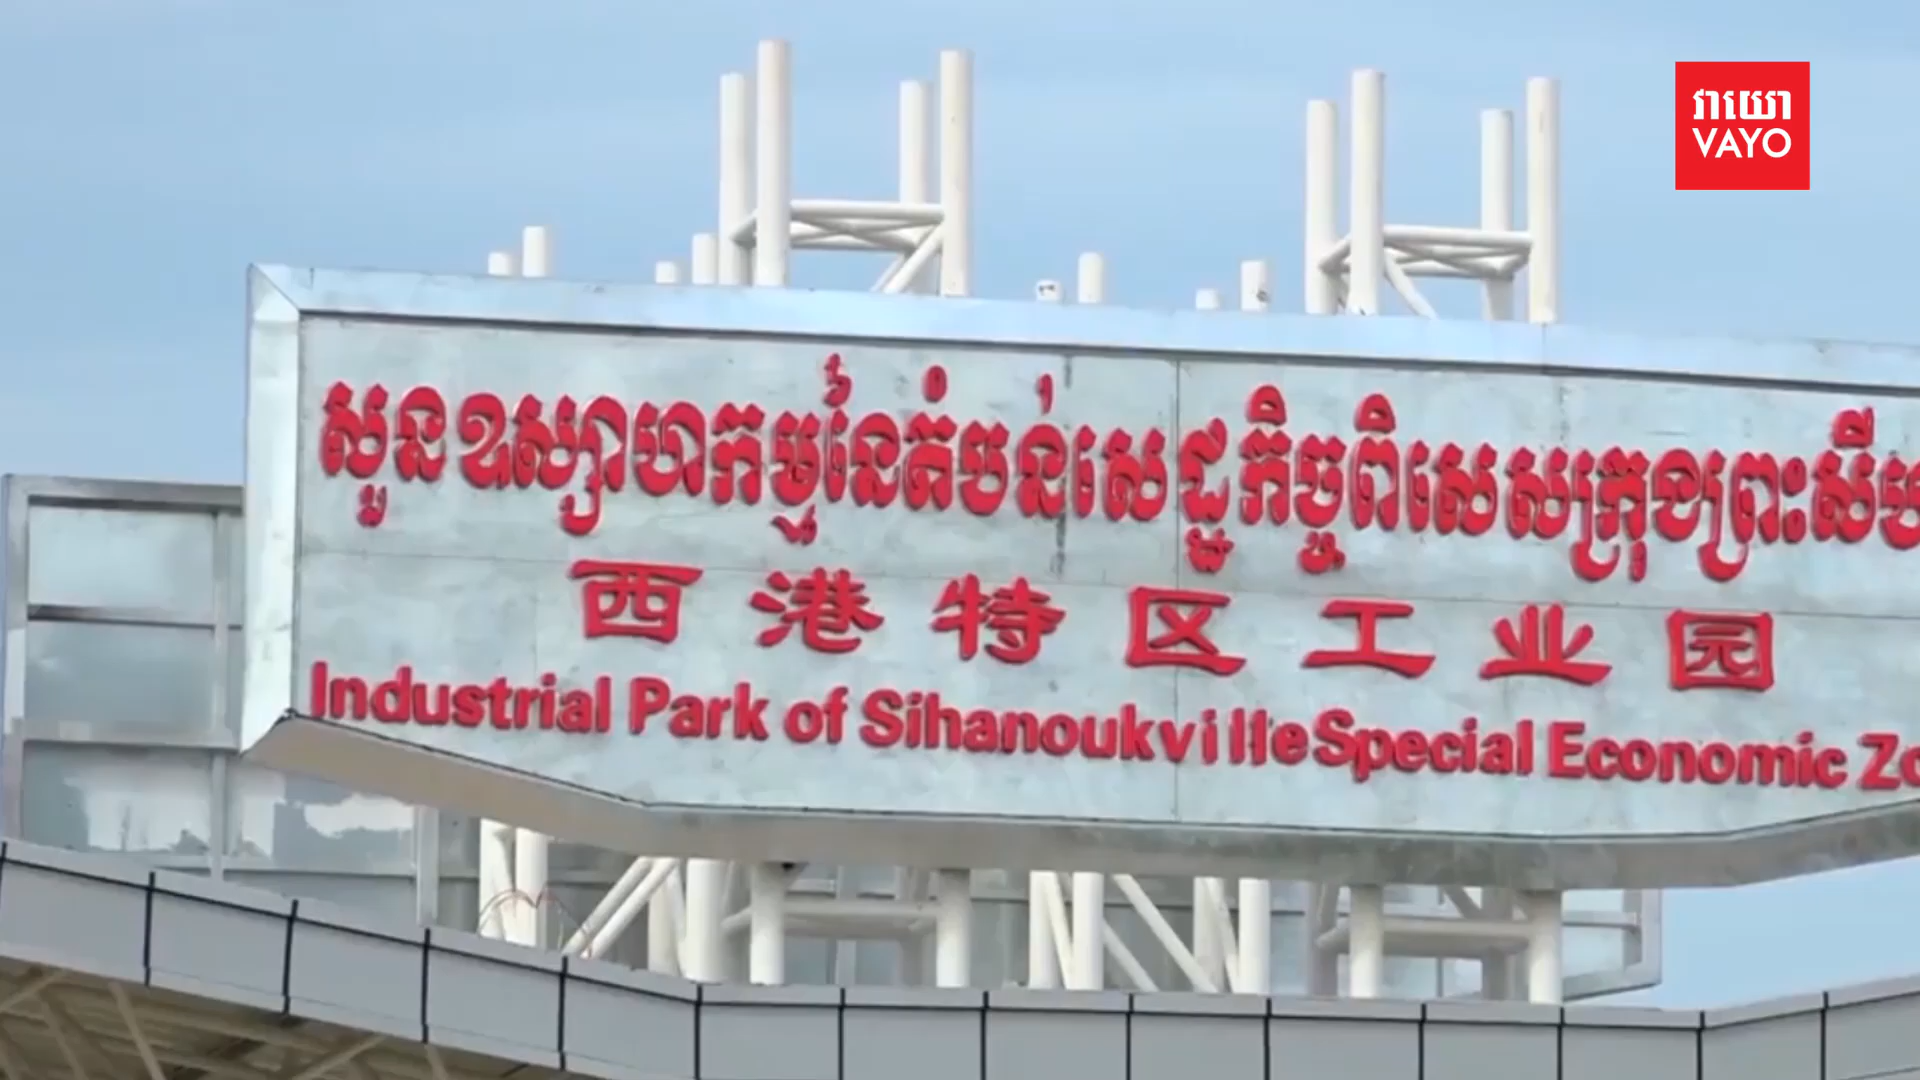 វាយោ
VAYO
សួនឧស្សាហកម្មនៃតំបន់សេដ្ឋកិច្ចពិសេសក្រុងព្រះសីហ
西港特区工业园
Industrial Park of Sihanoukville Special Economic Zo